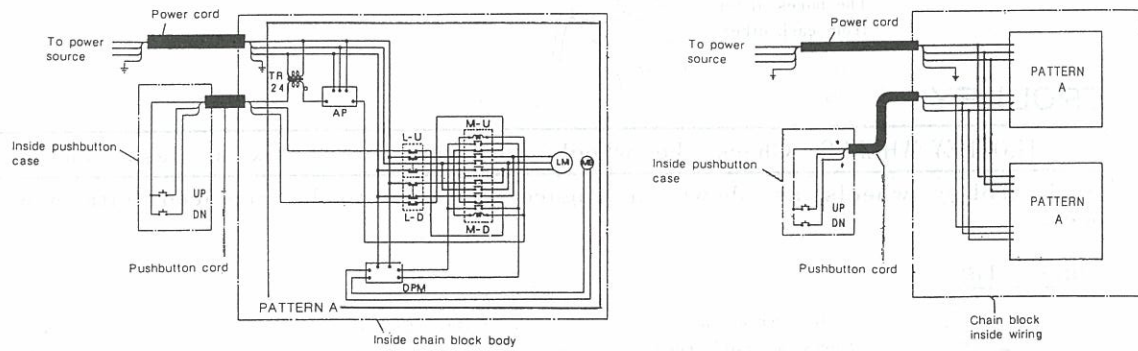 Power cord
To power
source
TR
24
AP
L-U
M-U
LM
MB
Inside pushbutton
case
UP
DN
L-D
M-D
Pushbutton cord
DPM
PATTERN A
Inside chain block body
Power cord
To power
source
PATTERN
A
Inside pushbutton
case
UP
DN
PATTERN
A
Pushbutton cord
Chain block
inside wiring